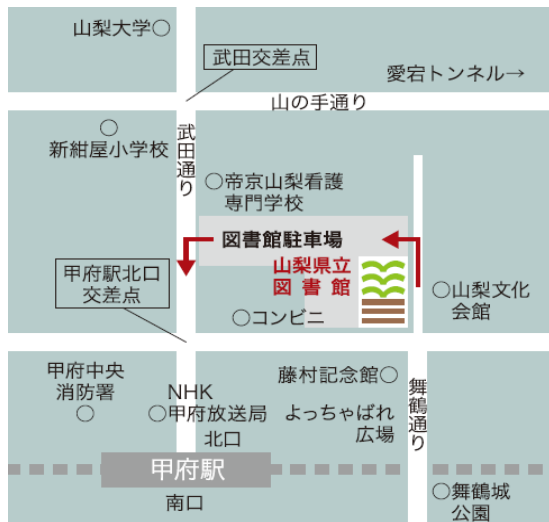 山梨大学
武田交差点
愛宕トンネル→
山の手通り
新紺屋小学校
武田通り
帝京山梨看護
専門学校
図書館駐車場
山梨県立
図書館
甲府駅北口
交差点
山梨文化
会館
コンビニ
甲府中央
消防署
NHK
甲府放送局
藤村記念館
よっちゃばれ
広場
舞鶴通り
北口
甲府駅
南口
舞鶴城
公園